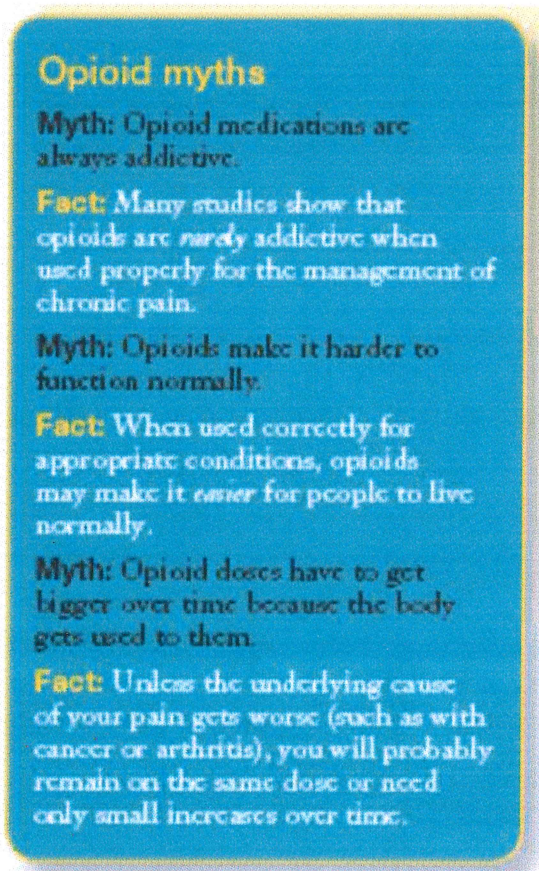 Opioid myths
Myth: Opioid medications are
always addictive.
Fact: Many studies show that
opioids are rarely addictive when
used properly for the management of
chronic pain.
Myth: Opioids make it harder to
function normally.
Fact: When used correctly for
appropriate conditions, opioids
may make it easier for people to live
normally.
Myth: Opioid doses have to get
bigger over time because the body
gets used to them.
Fact: Unless the underlying cause
of your pain gets worse (such as with
cancer or arthritis), you will probably
remain on the same dose or need
only small increases over time.